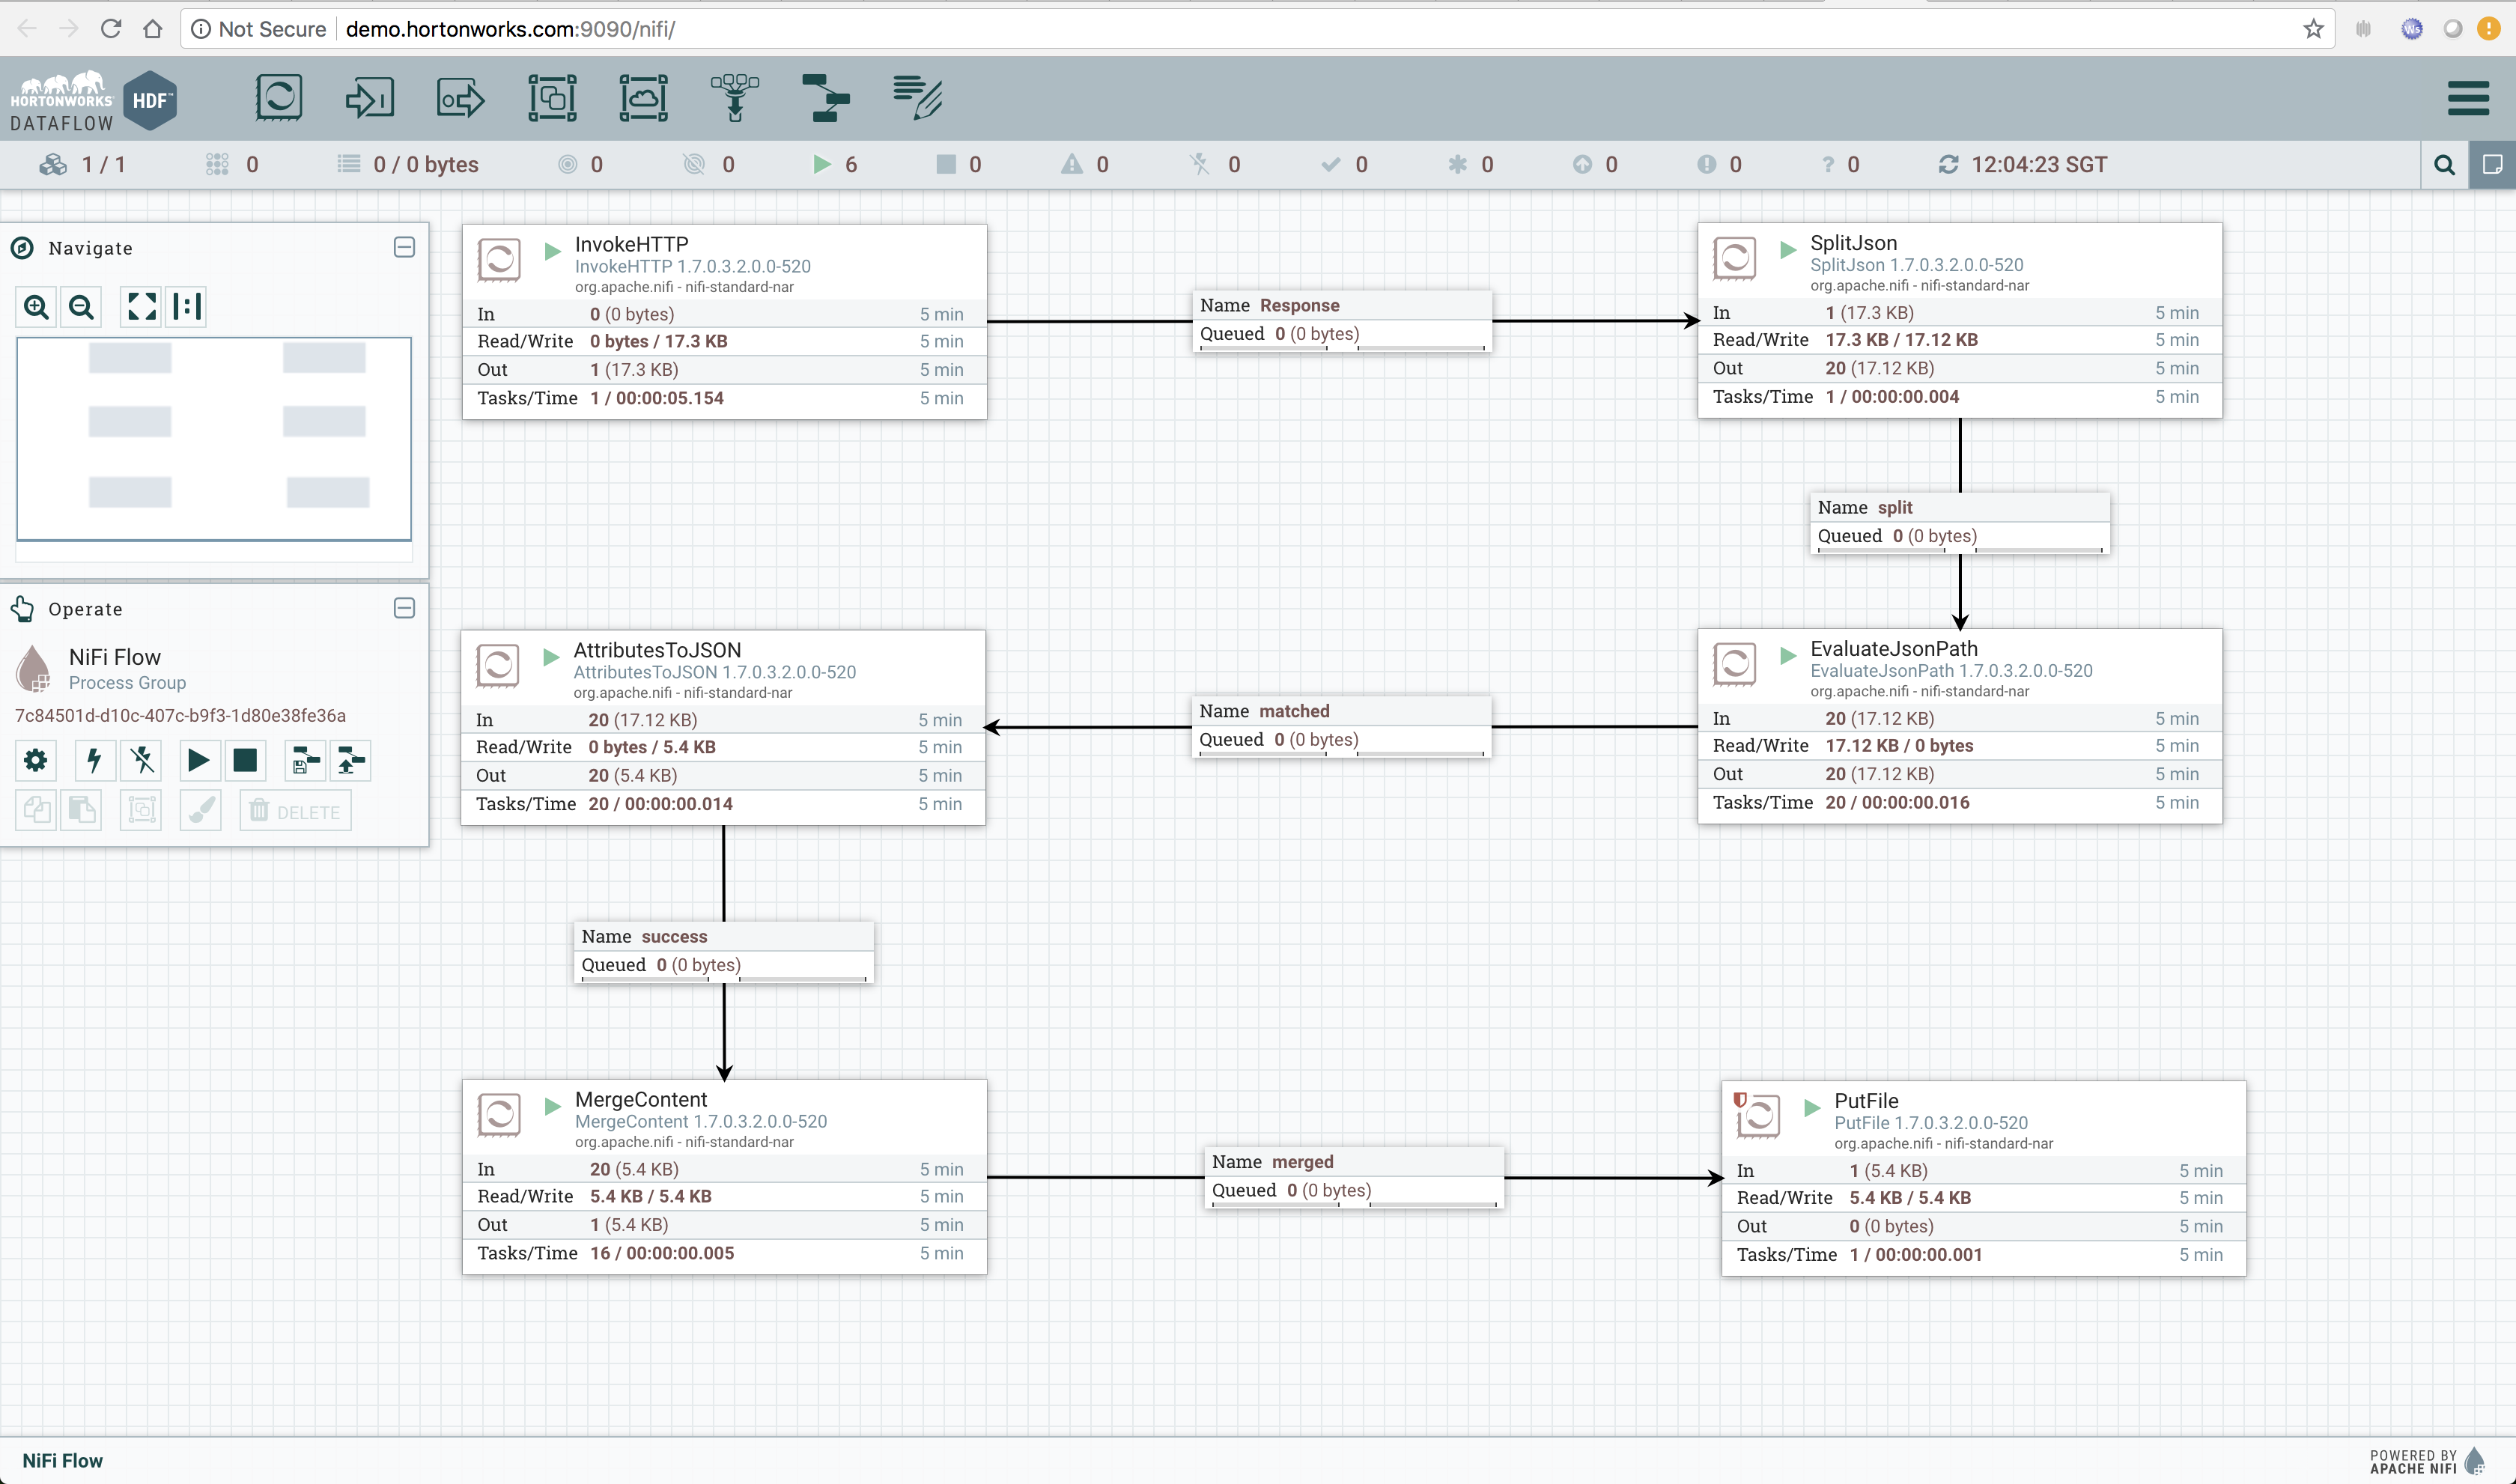 Not Secure demo.hortonworks.com:9090/nifi/
HORTONWORKS
DATAFLOW
HDF™
1 / 1 0 0 / 0 bytes 0 0 6 0 0 0 0 0 0 0 0 12:04:23 SGT
Navigate
Operate
NiFi Flow
Process Group
7c84501d-d10c-407c-b9f3-1d80e38fe36a
DELETE
InvokeHTTP
InvokeHTTP 1.7.0.3.2.0.0-520
org.apache.nifi - nifi-standard-nar
In 0 (0 bytes) 5 min
Read/Write 0 bytes / 17.3 KB 5 min
Out 1 (17.3 KB) 5 min
Tasks/Time 1 / 00:00:05.154 5 min
Name Response
Queued 0 (0 bytes)
SplitJson
SplitJson 1.7.0.3.2.0.0-520
org.apache.nifi - nifi-standard-nar
In 1 (17.3 KB) 5 min
Read/Write 17.3 KB / 17.12 KB 5 min
Out 20 (17.12 KB) 5 min
Tasks/Time 1 / 00:00:00.004 5 min
Name split
Queued 0 (0 bytes)
AttributesToJSON
AttributesToJSON 1.7.0.3.2.0.0-520
org.apache.nifi - nifi-standard-nar
In 20 (17.12 KB) 5 min
Read/Write 0 bytes / 5.4 KB 5 min
Out 20 (5.4 KB) 5 min
Tasks/Time 20 / 00:00:00.014 5 min
Name matched
Queued 0 (0 bytes)
EvaluateJsonPath
EvaluateJsonPath 1.7.0.3.2.0.0-520
org.apache.nifi - nifi-standard-nar
In 20 (17.12 KB) 5 min
Read/Write 17.12 KB / 0 bytes 5 min
Out 20 (17.12 KB) 5 min
Tasks/Time 20 / 00:00:00.016 5 min
Name success
Queued 0 (0 bytes)
MergeContent
MergeContent 1.7.0.3.2.0.0-520
org.apache.nifi - nifi-standard-nar
In 20 (5.4 KB) 5 min
Read/Write 5.4 KB / 5.4 KB 5 min
Out 1 (5.4 KB) 5 min
Tasks/Time 16 / 00:00:00.005 5 min
Name merged
Queued 0 (0 bytes)
PutFile
PutFile 1.7.0.3.2.0.0-520
org.apache.nifi - nifi-standard-nar
In 1 (5.4 KB) 5 min
Read/Write 5.4 KB / 5.4 KB 5 min
Out 0 (0 bytes) 5 min
Tasks/Time 1 / 00:00:00.001 5 min
NiFi Flow
POWERED BY
APACHE NIFI